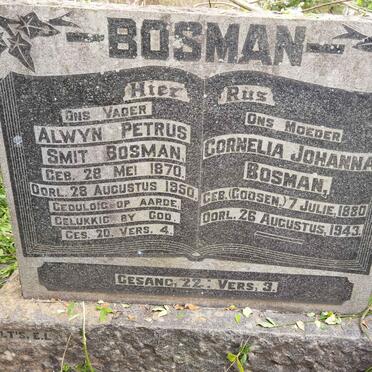 BOSMAN
Hier Rus
ONS VADER
ALWYN PETRUS
SMIT BOSMAN,
GEB. 28 MEI 1870.
OORL. 28 AUGUSTUS 1950.
GEDULDIG OP AARDE,
GELUKKIG BY GOD.
GES. 20. VERS. 4.
ONS MOEDER
CORNELIA JOHANNA
BOSMAN,
GEB. (GOOSEN,) 7 JULIE, 1880
OORL. 26 AUGUSTUS, 1943.
GESANG, 22: VERS, 3.